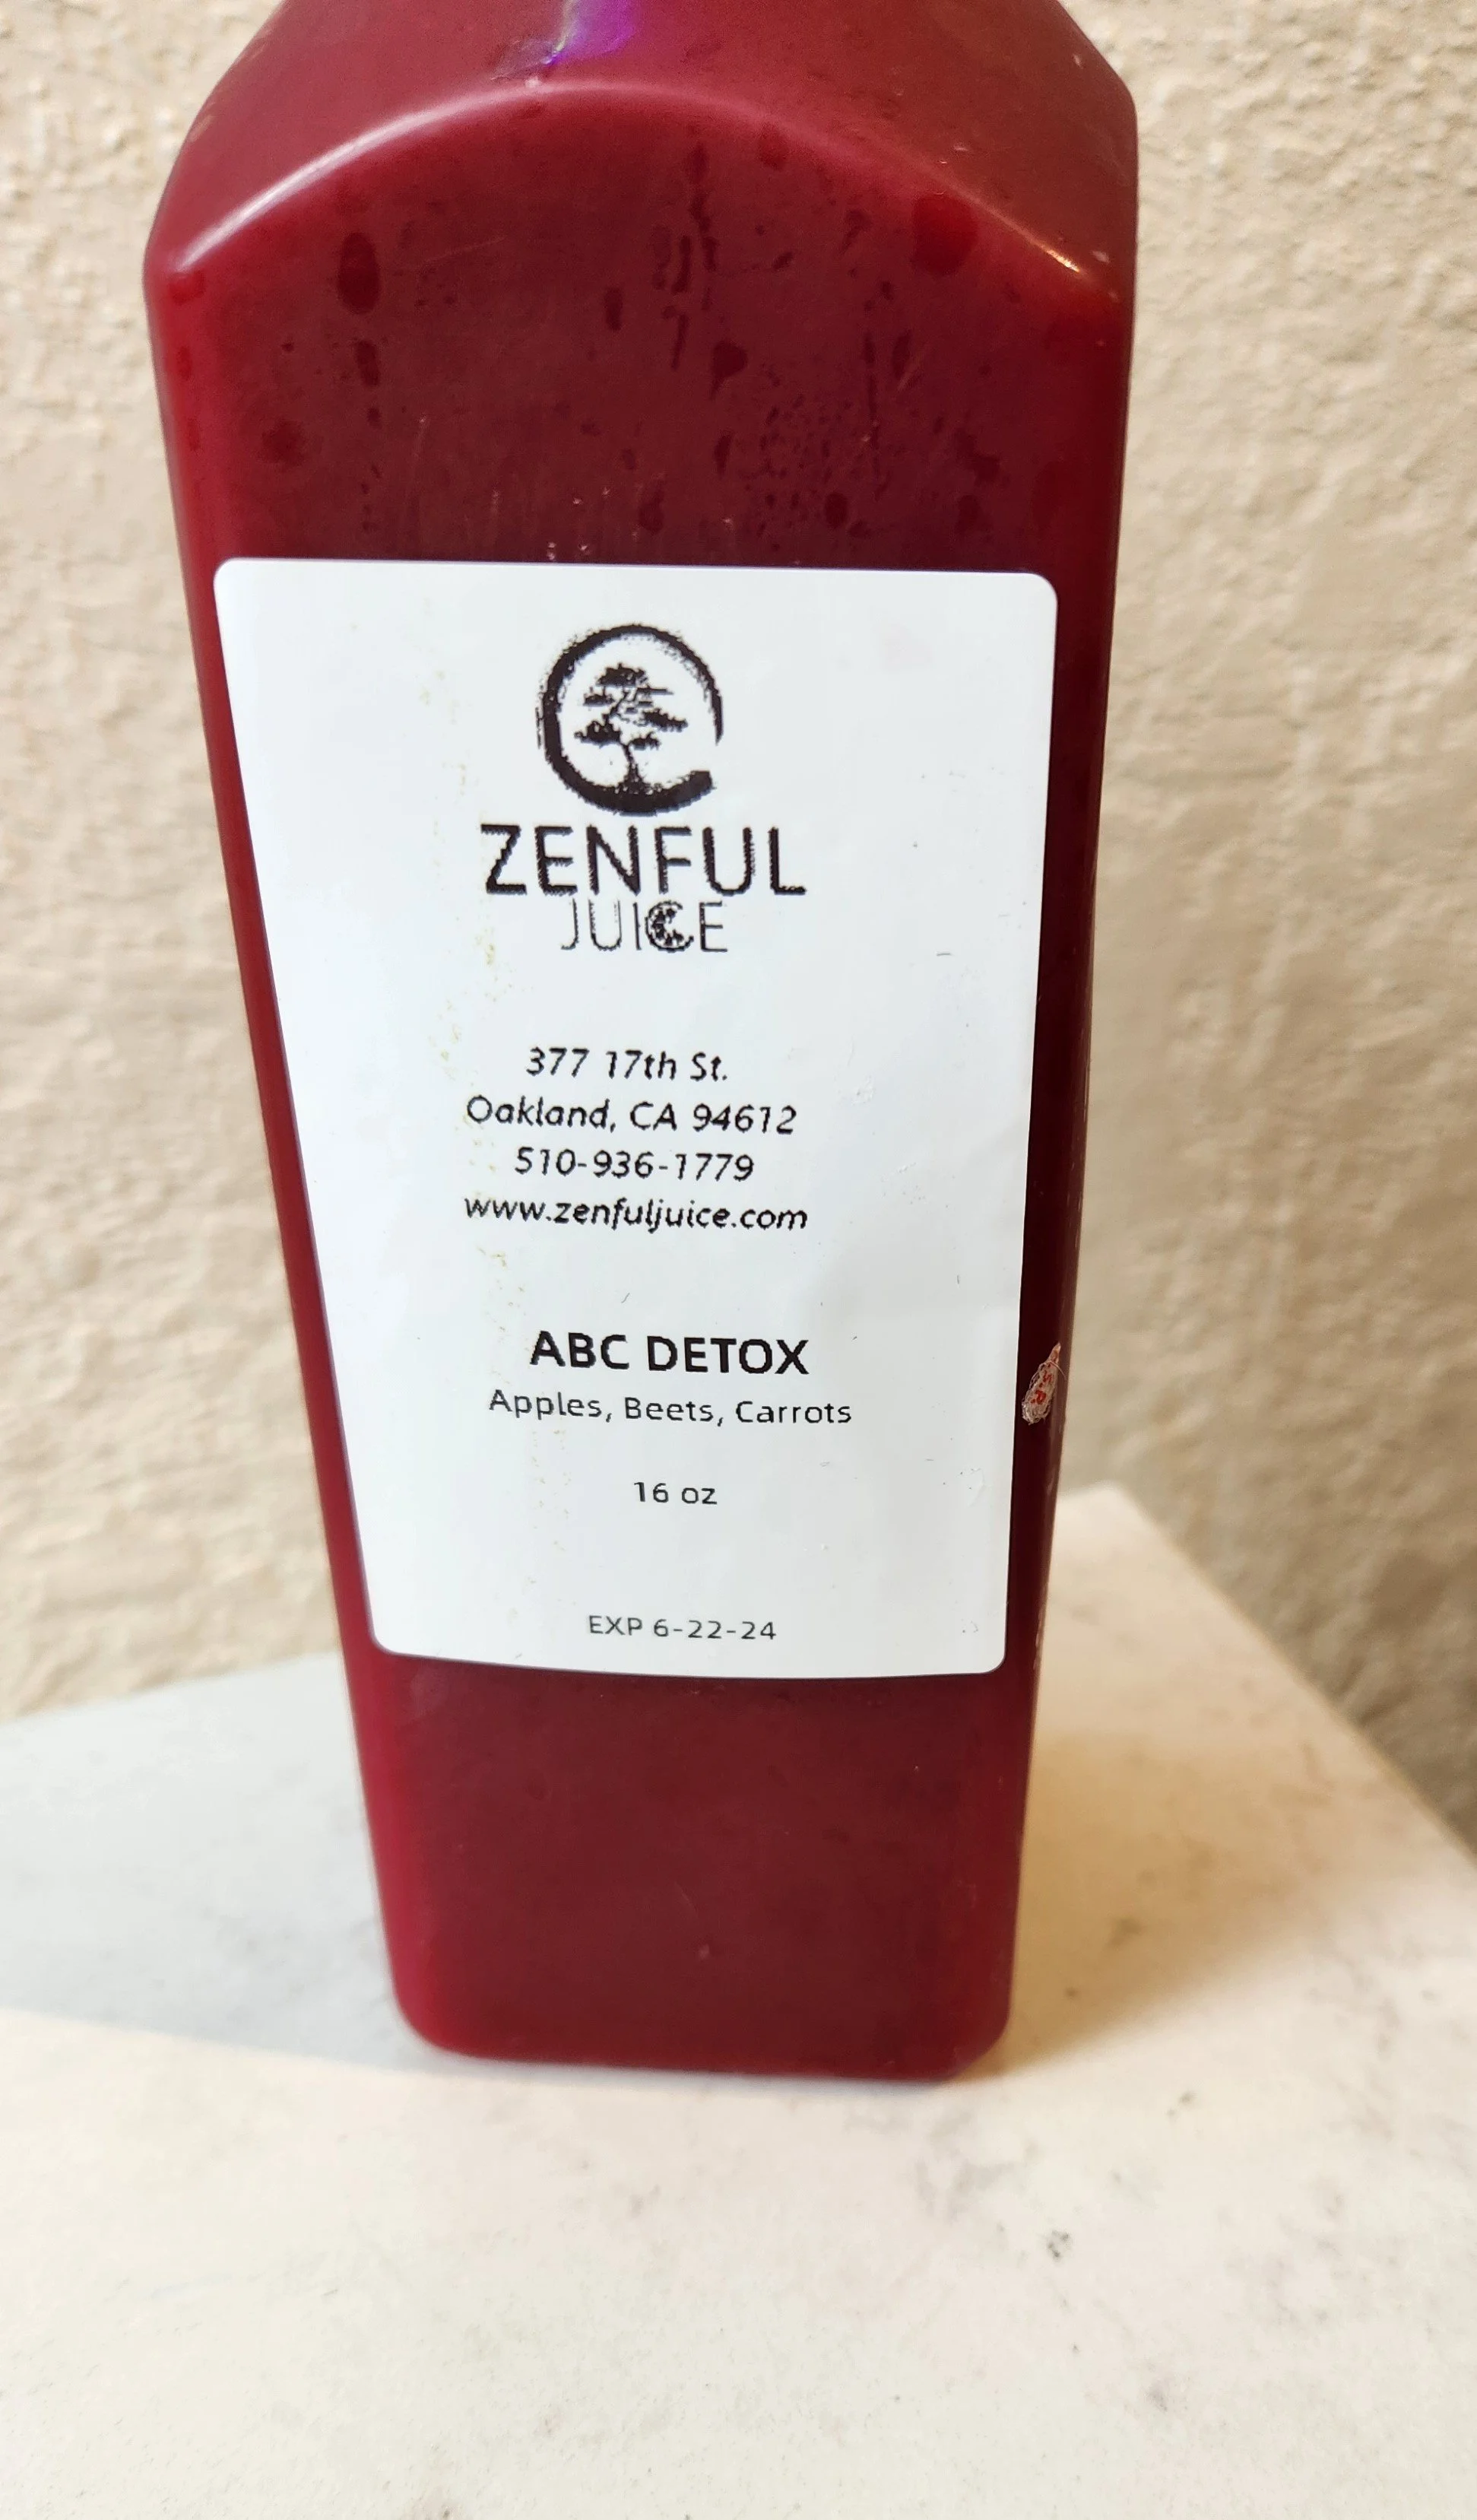 ZENFUL
JUICE
377 17th St.
Oakland, CA 94612
510-936-1779
www.zenfuljuice.com
ABC DETOX
Apples, Beets, Carrots
16 oz
EXP 6-22-24